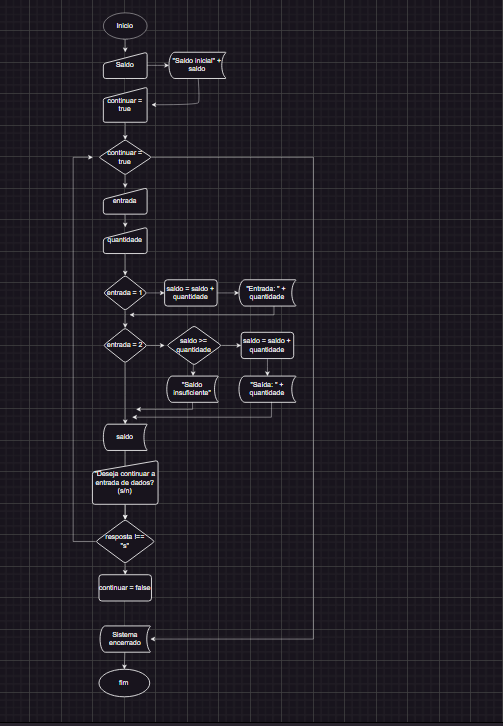 Início
Saldo
"Saldo inicial" +
saldo
continuar =
true
continuar =
true
entrada
quantidade
entrada = 1
saldo = saldo +
quantidade
"Entrada: " +
quantidade
entrada = 2
saldo >=
quantidade
saldo = saldo +
quantidade
"Saldo
insuficiente"
"Saída: " +
quantidade
saldo
"Deseja continuar a
entrada de dados?
(s/n)
resposta !==
"s"
continuar = false
Sistema
encerrado
fim